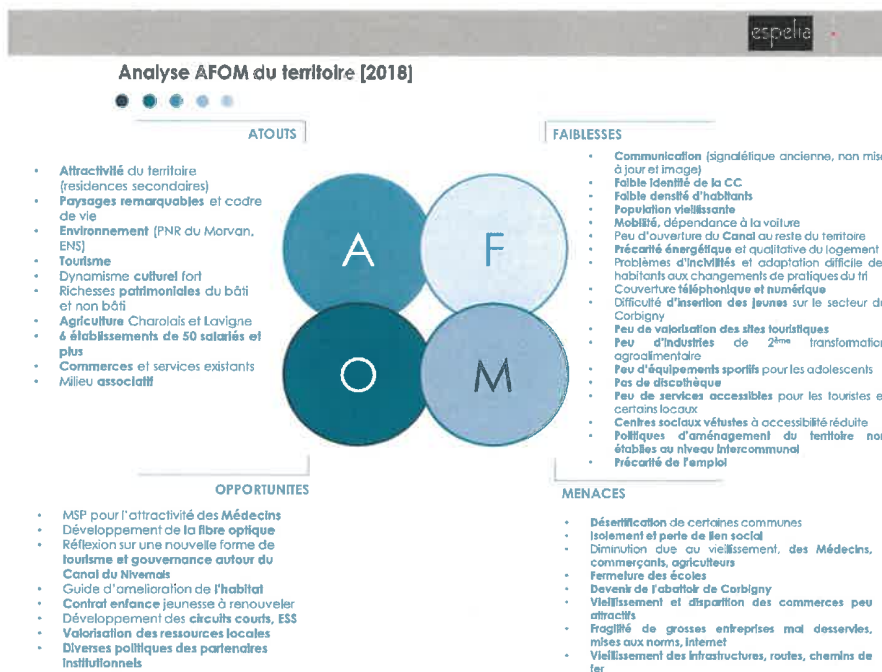 espelia
Analyse AFOM du territoire [2018]
ATOUTS
• Attractivité du territoire
(residences secondaires)
• Paysages remarquables et cadre
de vie
• Environnement (PNR du Morvan,
ENS)
• Tourisme
• Dynamisme culturel fort
• Richesses patrimoniales du bâti
et non bâti
• Agriculture Charolais et Lavigne
• 6 établissements de 50 salariés et
plus
• Commerces et services existants
• Milieu associatif
FAIBLESSES
• Communication (signalétique ancienne, non mise
à jour et image)
• Faible identité de la CC
• Faible densité d'habitants
• Population vieillissante
• Mobilité, dépendance à la voiture
• Peu d'ouverture du Canal au reste du territoire
• Précarité énergétique et qualitative du logement
• Problèmes d'incivilités et adaptation difficile de
habitants aux changements de pratiques du tri
• Couverture téléphonique et numérique
• Difficulté d'insertion des jeunes sur le secteur d
Corbigny
• Peu de valorisation des sites touristiques
• Peu d'industries de 2ème transformation
agroalimentaire
• Peu d'équipements sportifs pour les adolescents
• Pas de discothèque
• Peu de services accessibles pour les touristes e
certains locaux
• Centres sociaux vétustes à accessibilité réduite
• Politiques d'aménagement du territoire non
établies au niveau intercommunal
• Précarité de l'emploi
A
F
O
M
OPPORTUNITES
• MSP pour l'attractivité des Médecins
• Développement de la fibre optique
• Réflexion sur une nouvelle forme de
tourisme et gouvernance autour du
Canal du Nivernais
• Guide d'amelioration de l'habitat
• Contrat enfance jeunesse à renouveler
• Développement des circuits courts, ESS
• Valorisation des ressources locales
• Diverses politiques des partenaires
institutionnels
MENACES
• Désertification de certaines communes
• Isolement et perte de lien social
• Diminution due au vieillissement, des Médecins,
commerçants, agriculteurs
• Fermeture des écoles
• Devenir de l'abattoir de Corbigny
• Vieillissement et disparition des commerces peu
attractifs
• Fragilité de grosses entreprises mal desservies,
mises aux norms, internet
• Vieillissement des infrastructures, routes, chemins de
fer